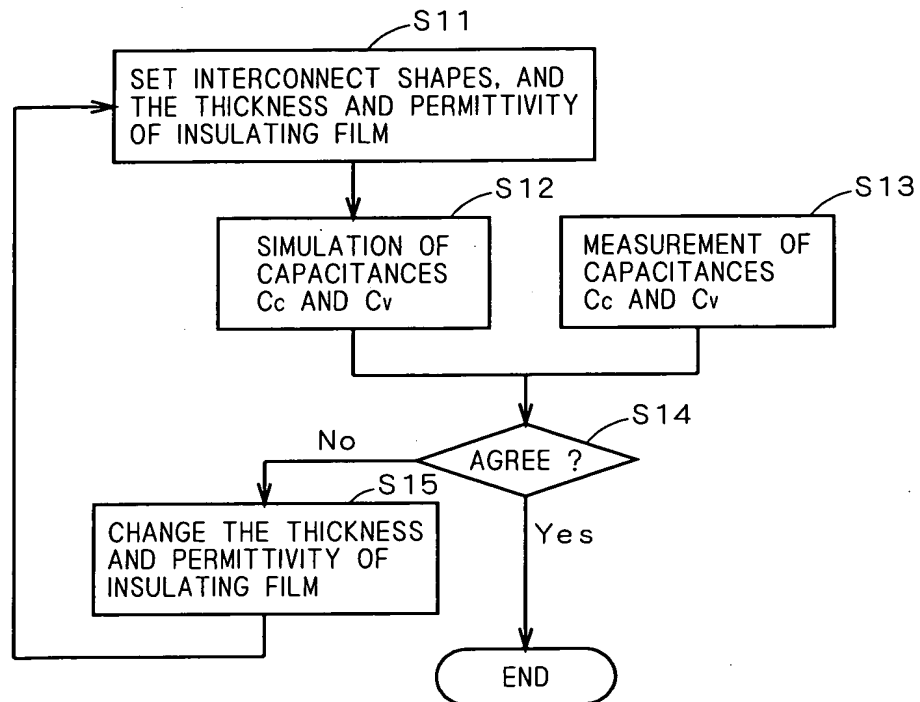 S11
SET INTERCONNECT SHAPES, AND
THE THICKNESS AND PERMITTIVITY
OF INSULATING FILM
S12
SIMULATION OF
CAPACITANCES
Cc AND Cv
S13
MEASUREMENT OF
CAPACITANCES
Cc AND Cv
S14
AGREE ?
No
S15
CHANGE THE THICKNESS
AND PERMITTIVITY OF
INSULATING FILM
Yes
END